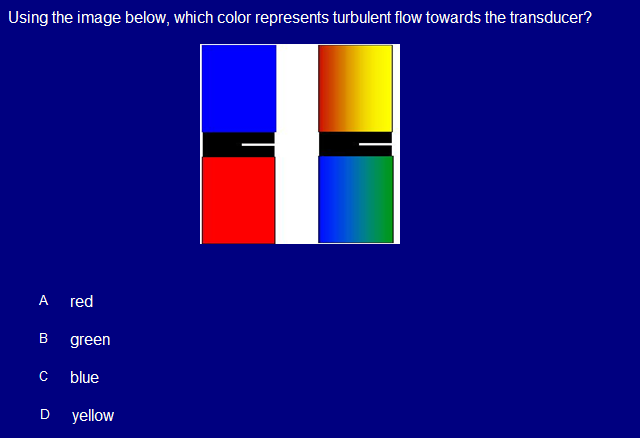 Using the image below, which color represents turbulent flow towards the transducer?
A red
B green
C blue
D yellow